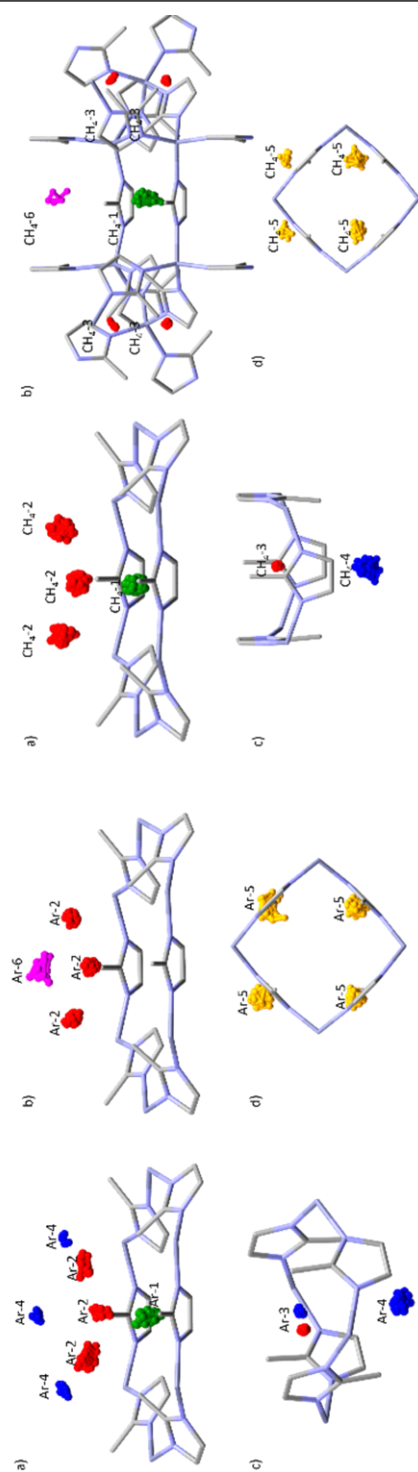 a)
Ar-4
Ar-4
Ar-4
Ar-2
Ar-2
Ar-2
Ar-1
b)
Ar-6
Ar-2
Ar-2
Ar-2
c)
Ar-3
Ar-4
d)
Ar-5
Ar-5
Ar-5
Ar-5
a)
CH₄-2
CH₄-2
CH₄-2
CH₄-1
b)
CH₄-6
CH₄-3
CH₄-3
CH₄-1
CH₄-3
CH₄-3
c)
CH₄-3
CH₄-4
d)
CH₄-5
CH₄-5
CH₄-5
CH₄-5